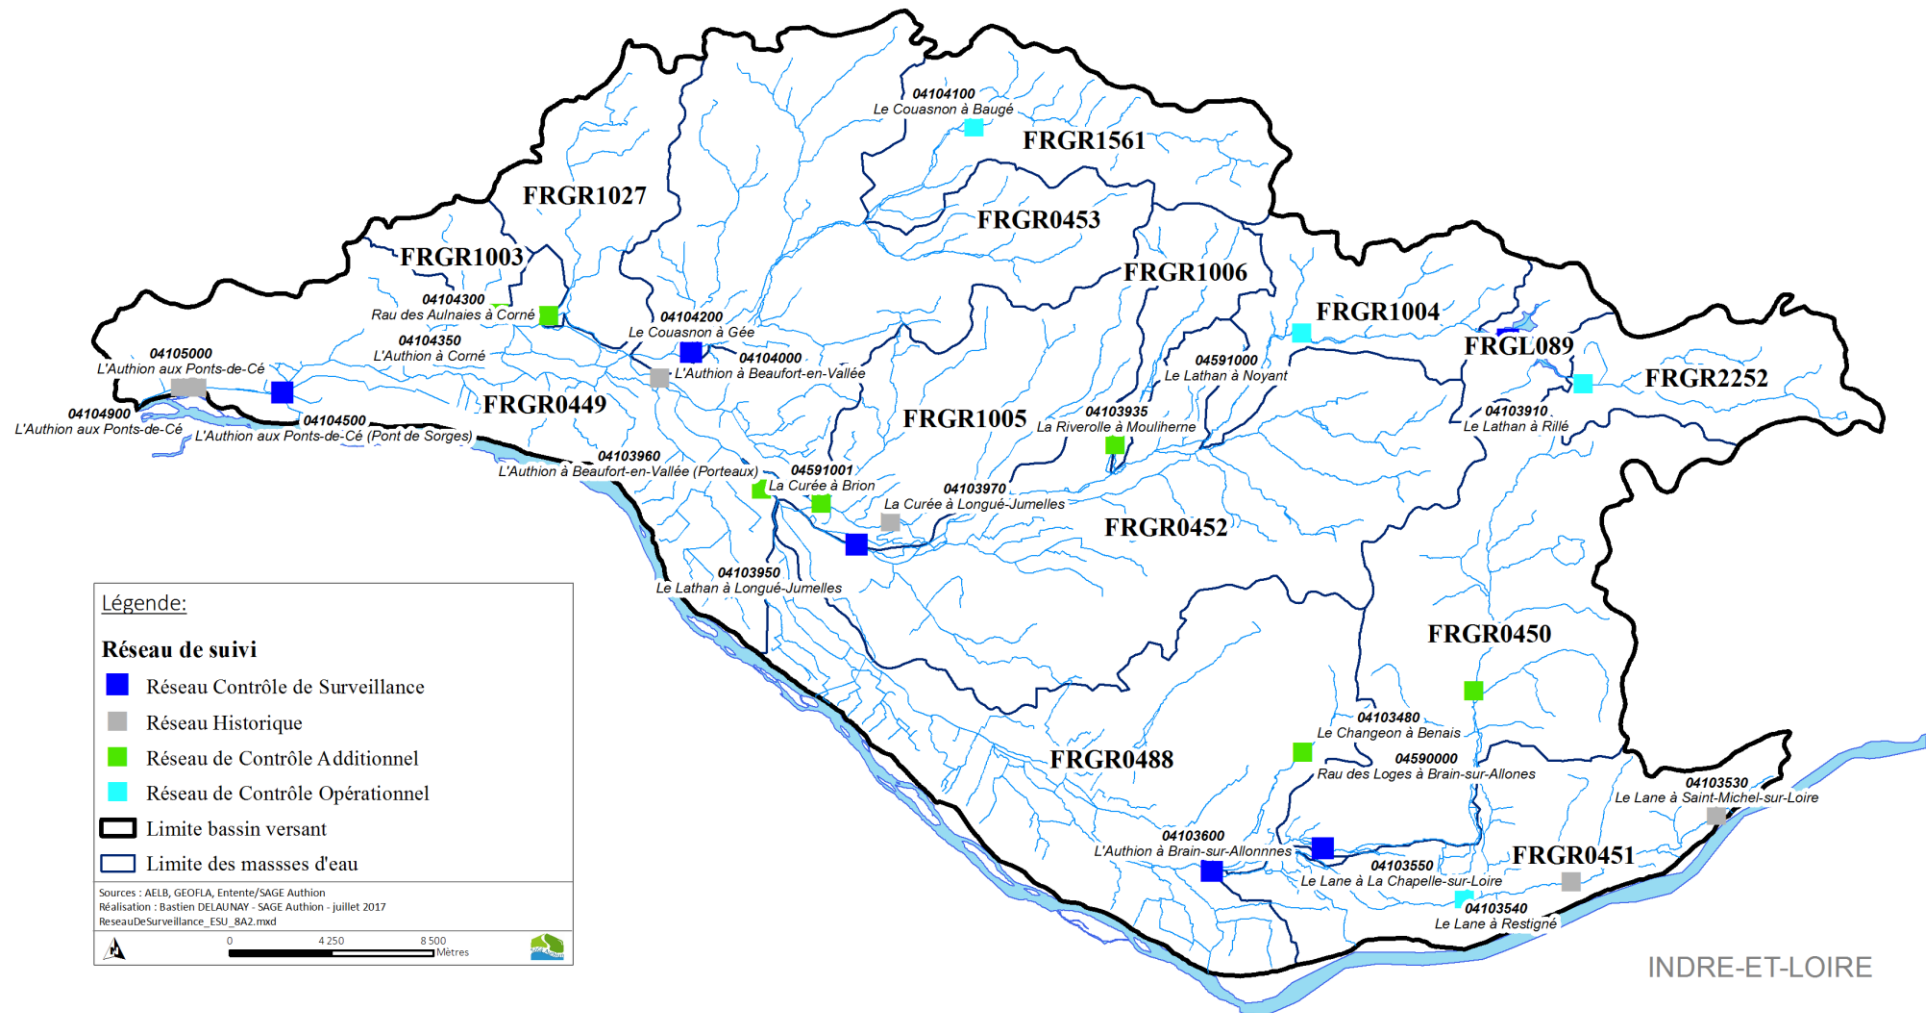 04104100
Le Couasnon à Baugé
FRGR1561
FRGR1027
FRGR0453
FRGR1003
FRGR1006
04104300
Rau des Aulnaies à Corné
04104200
Le Couasnon à Gée
FRGR1004
04104350
L'Authion à Corné
04105000
L'Authion aux Ponts-de-Cé
04104000
L'Authion à Beaufort-en-Vallée
04591000
Le Lathan à Noyant
FRGL089
FRGR2252
FRGR0449
FRGR1005
04103935
La Riverolle à Mouliherne
04103910
Le Lathan à Rillé
04104900
L'Authion aux Ponts-de-Cé
04104500
L'Authion aux Ponts-de-Cé (Pont de Sorges)
04103960
L'Authion à Beaufort-en-Vallée (Porteaux)
04591001
La Curée à Brion
04103970
La Curée à Longué-Jumelles
FRGR0452
04103950
Le Lathan à Longué-Jumelles
FRGR0450
04103480
Le Changeon à Benais
FRGR0488
04590000
Rau des Loges à Brain-sur-Allones
04103530
Le Lane à Saint-Michel-sur-Loire
04103600
L'Authion à Brain-sur-Allonnnes
FRGR0451
04103550
Le Lane à La Chapelle-sur-Loire
04103540
Le Lane à Restigné
INDRE-ET-LOIRE
Légende:
Réseau de suivi
Réseau Contrôle de Surveillance
Réseau Historique
Réseau de Contrôle Additionnel
Réseau de Contrôle Opérationnel
Limite bassin versant
Limite des massses d'eau
Sources : AELB, GEOFLA, Entente/SAGE Authion
Réalisation : Bastien DELAUNAY - SAGE Authion - juillet 2017
ReseauDeSurveillance_ESU_8A2.mxd
0 4 250 8 500
Mètres